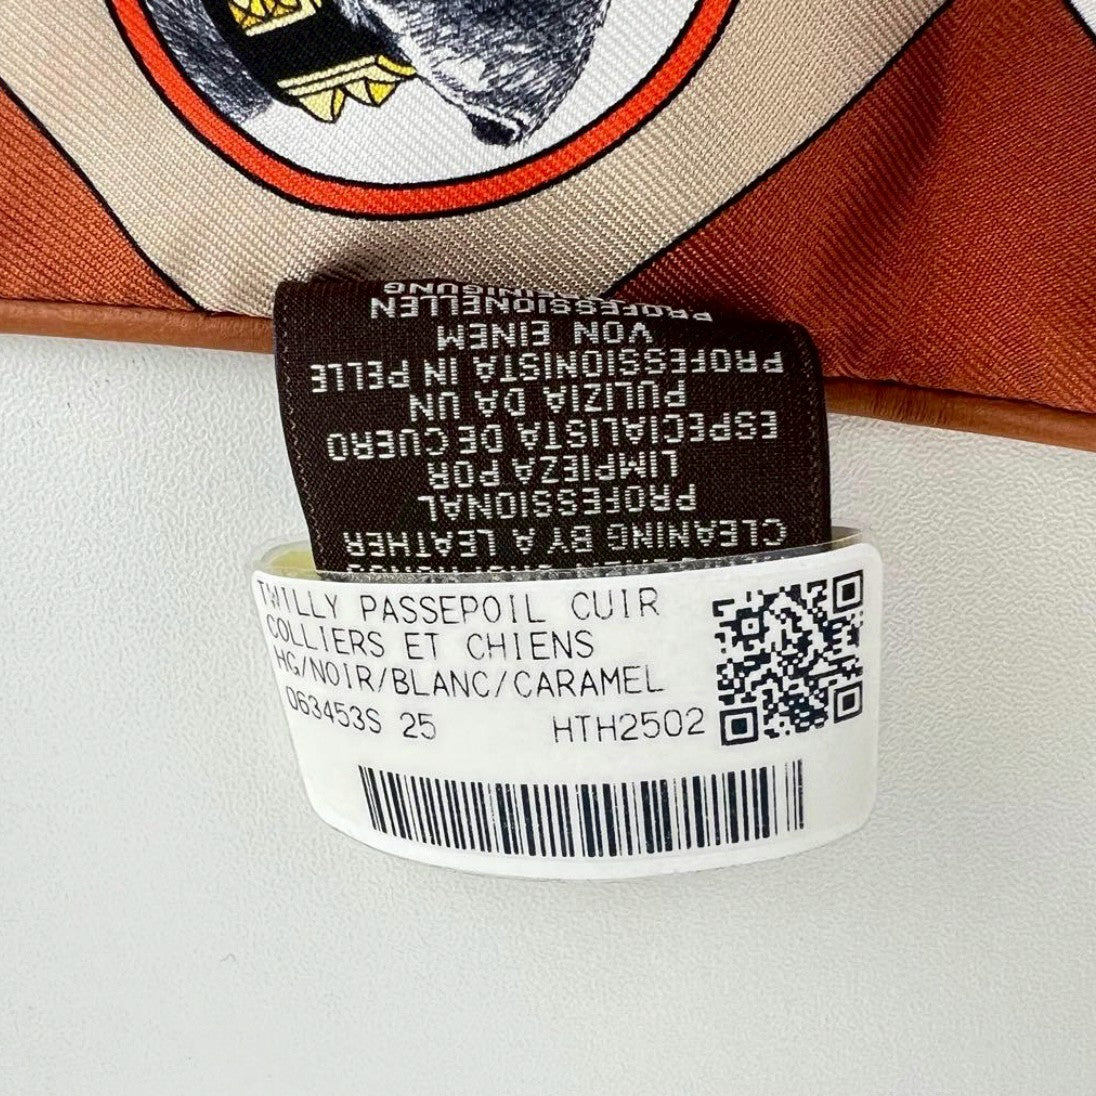 CLEANING BY A LEATHER
PROFESSIONAL
LIMPIEZA POR
ESPECIALISTA DE CUERO
PULIZIA DA UN
PROFESSIONISTA IN PELLE
VON EINEM
PROFESSIONELLEN
TWILLY PASSEPOIL CUIR
COLLIERS ET CHIENS
HG/NOIR/BLANC/CARAMEL
063453S 25 HTH2502